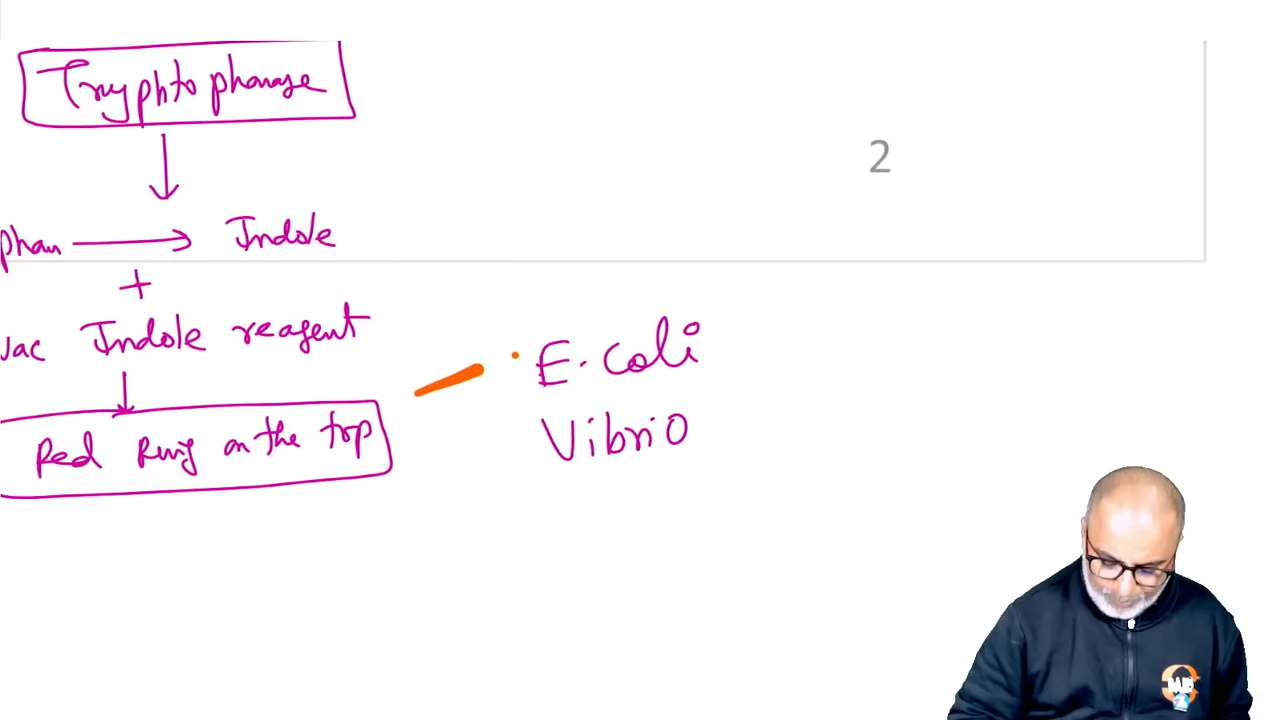 Tryphtophanase
2
phan → Indole
+
vac Indole reagent
E. coli
Red Ring on the top
Vibrio